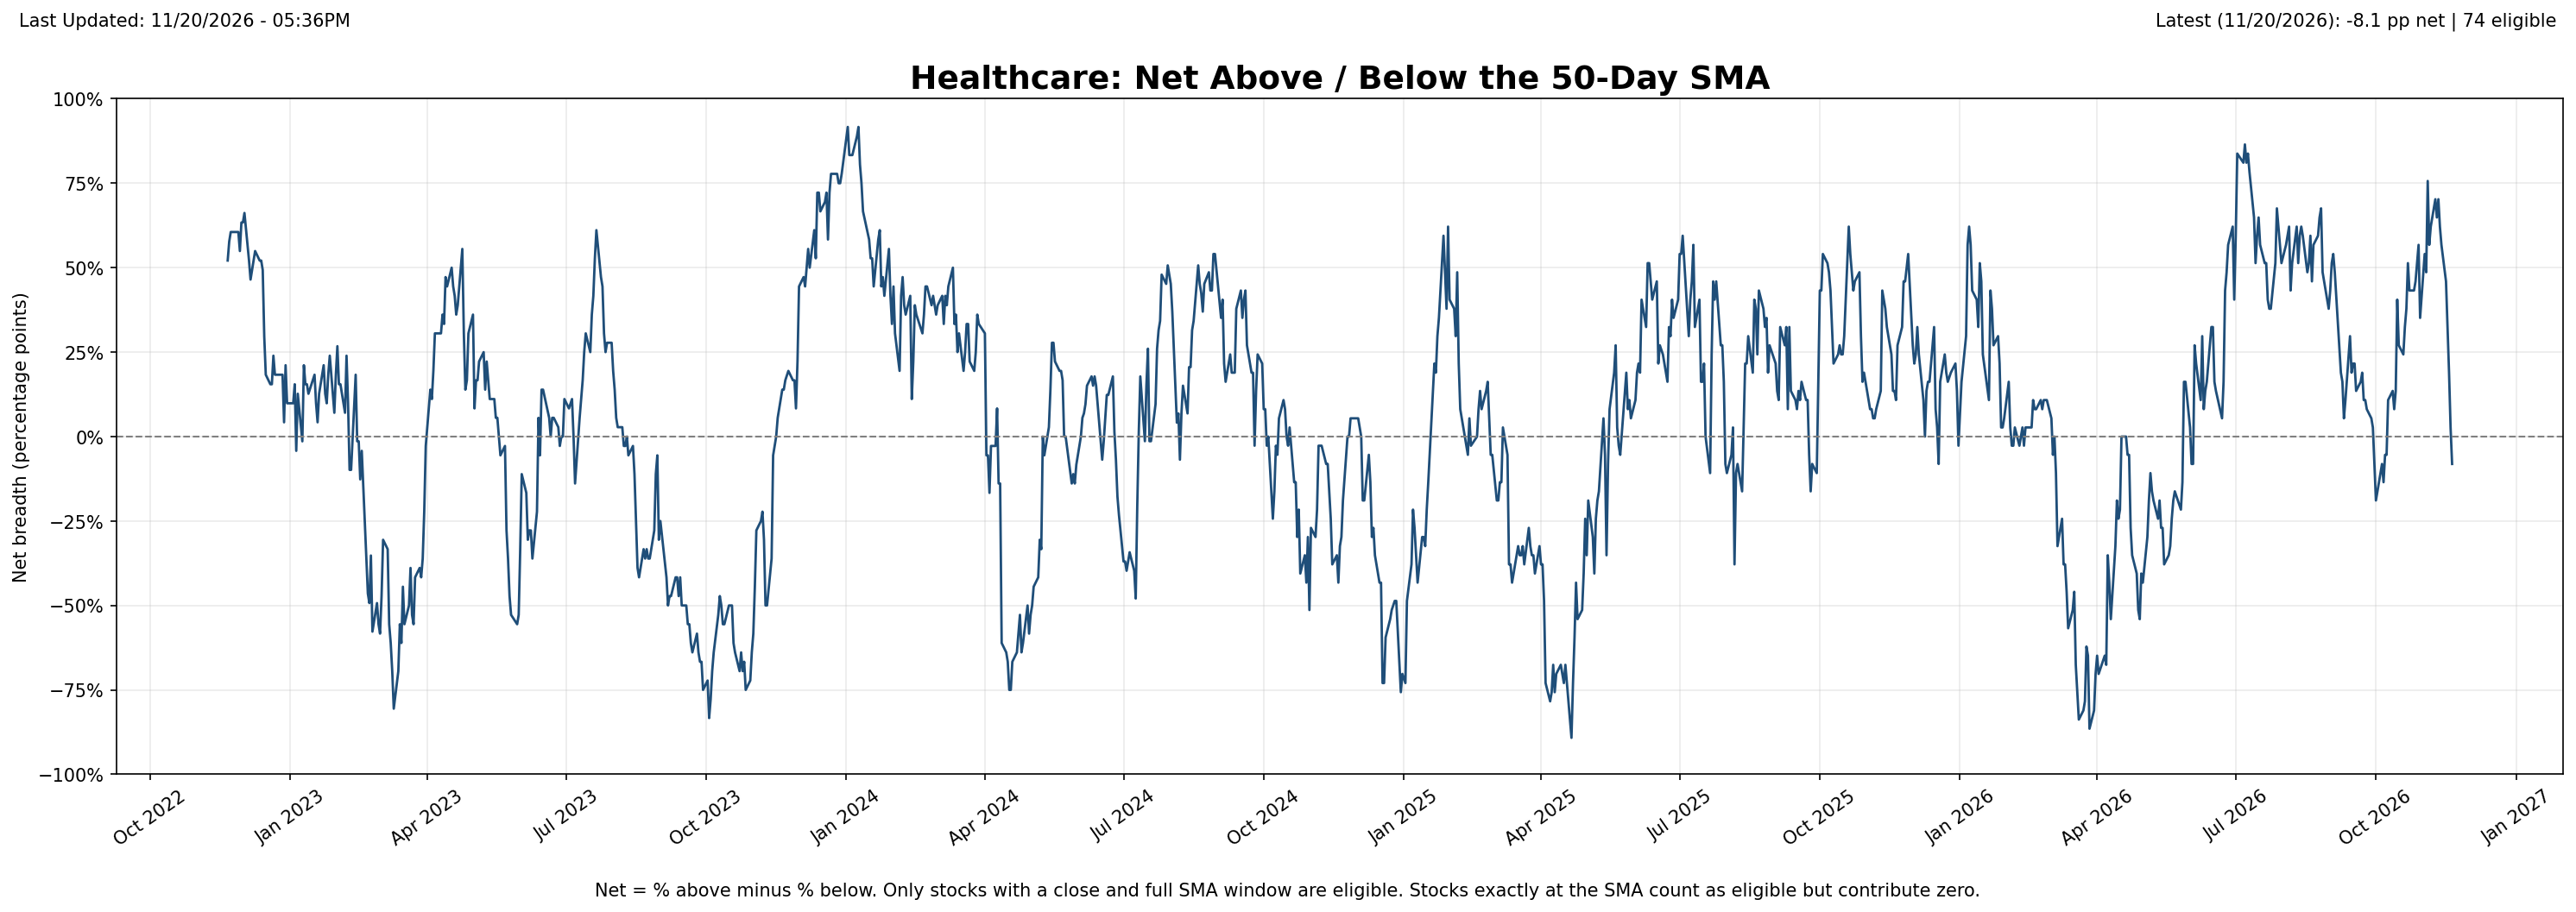 Last Updated: 11/20/2026 - 05:36PM
Latest (11/20/2026): -8.1 pp net | 74 eligible
Healthcare: Net Above / Below the 50-Day SMA
Net breadth (percentage points)
100%
75%
50%
25%
0%
−25%
−50%
−75%
−100%
Oct 2022
Jan 2023
Apr 2023
Jul 2023
Oct 2023
Jan 2024
Apr 2024
Jul 2024
Oct 2024
Jan 2025
Apr 2025
Jul 2025
Oct 2025
Jan 2026
Apr 2026
Jul 2026
Oct 2026
Jan 2027
Net = % above minus % below. Only stocks with a close and full SMA window are eligible. Stocks exactly at the SMA count as eligible but contribute zero.